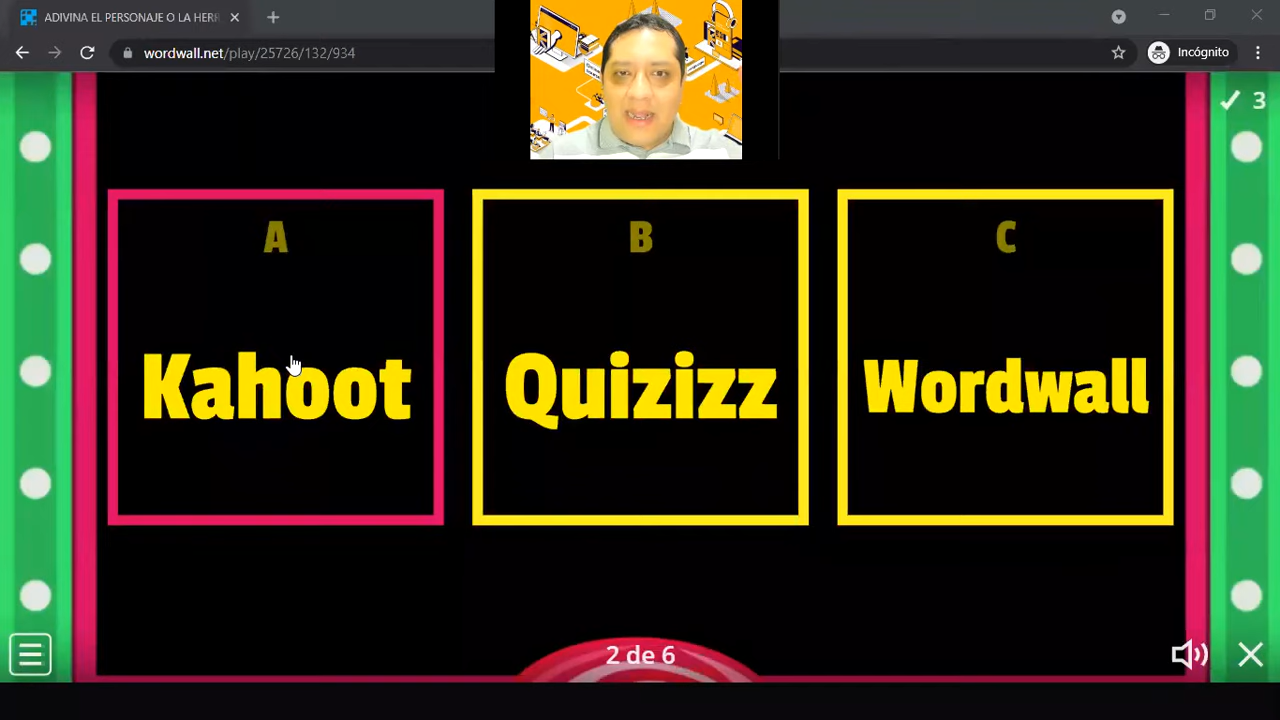 ADIVINA EL PERSONAJE O LA HERR
wordwall.net/play/25726/132/934
Incógnito
3
A
B
C
Kahoot
Quizizz
Wordwall
2 de 6